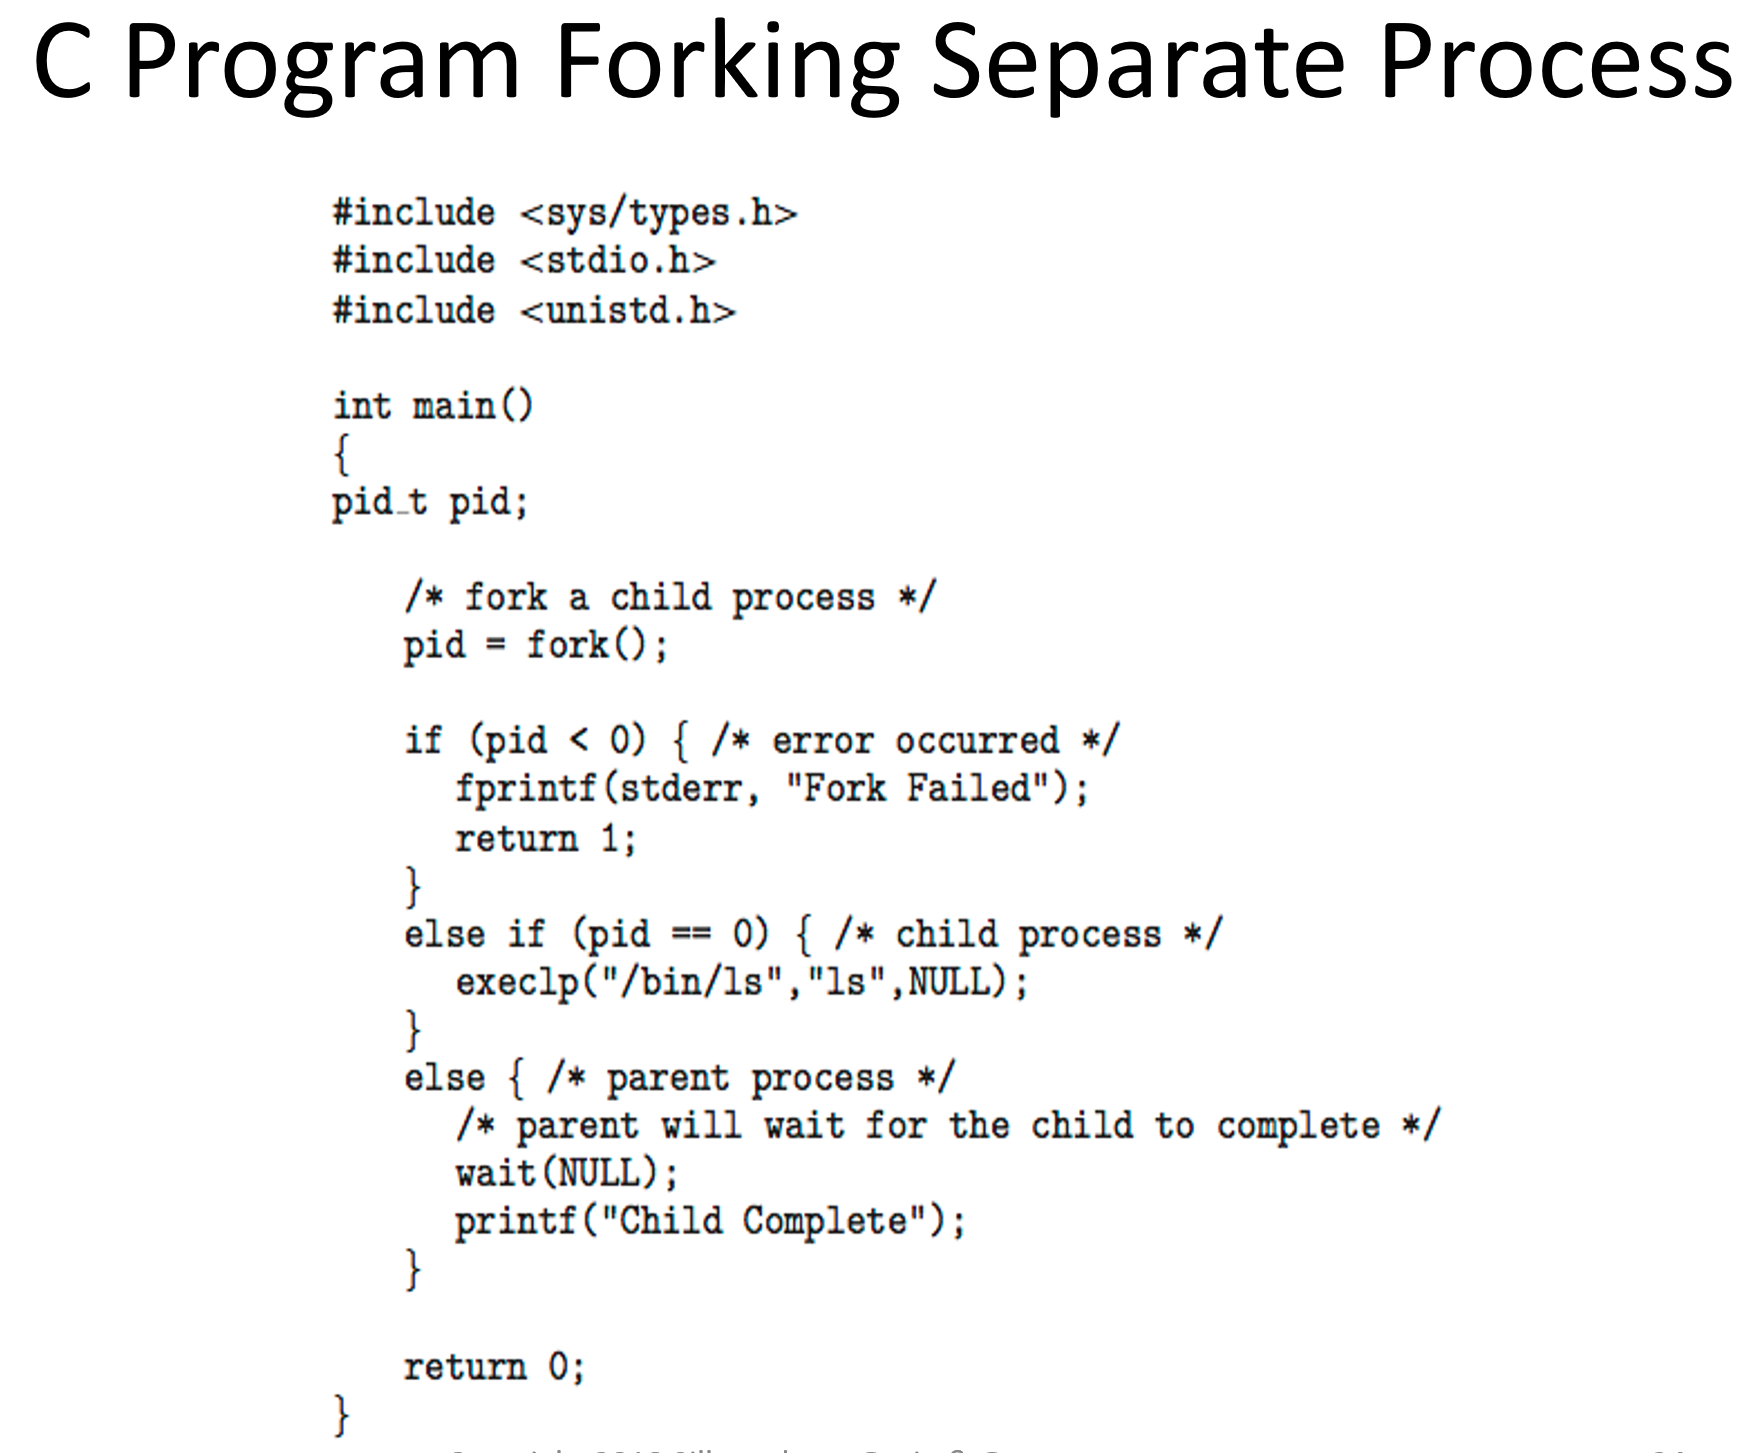 C Program Forking Separate Process
#include <sys/types.h>
#include <stdio.h>
#include <unistd.h>
int main()
{
pid_t pid;
/* fork a child process */
pid = fork();
if (pid < 0) { /* error occurred */
fprintf(stderr, "Fork Failed");
return 1;
}
else if (pid == 0) { /* child process */
execlp("/bin/ls","ls",NULL);
}
else { /* parent process */
/* parent will wait for the child to complete */
wait(NULL);
printf("Child Complete");
}
return 0;
}